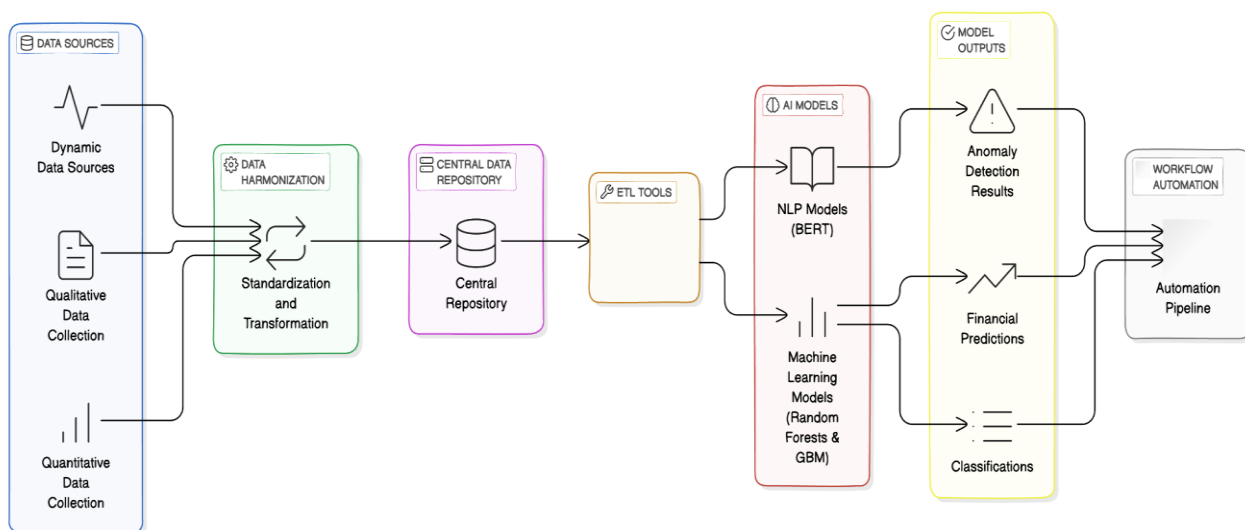 DATA SOURCES
Dynamic
Data Sources
Qualitative
Data
Collection
Quantitative
Data
Collection
DATA
HARMONIZATION
Standardization
and
Transformation
CENTRAL DATA
REPOSITORY
Central
Repository
ETL TOOLS
AI MODELS
NLP Models
(BERT)
Machine
Learning
Models
(Random
Forests &
GBM)
MODEL
OUTPUTS
Anomaly
Detection
Results
Financial
Predictions
Classifications
WORKFLOW
AUTOMATION
Automation
Pipeline